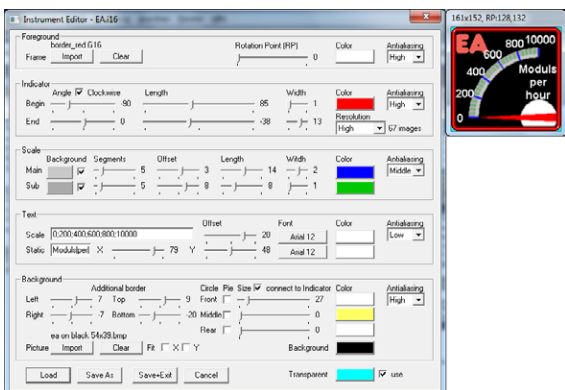 Instrument Editor - EA.i16
Foreground
border_red.G16
Frame Import Clear Rotation Point (RP) 0 Color Antialiasing High
Indicator
Angle Clockwise Length Width Color Antialiasing
Begin -90 85 1 High
End 0 -38 13 Resolution High 67 images
Scale
Background Segments Offset Length Witdh Color Antialiasing
Main 5 3 14 2 Middle
Sub 5 8 8 1
Text
Offset Font Color Antialiasing
Scale 0;200;400;600;800;10000 20 Arial 12 Low
Static Moduls|per| X 79 Y 48 Arial 12
Background
Additional border Circle Pie Size connect to Indicator Color Antialiasing
Left 7 Top 9 Front 27 High
Right -7 Bottom -20 Middle 0
Rear 0
ea on black 54x39.bmp
Picture Import Clear Fit X Y Background
Load Save As Save+Exit Cancel Transparent use
161x152, RP:128,132
EA
0
200
400
600
800
10000
Moduls
per
hour